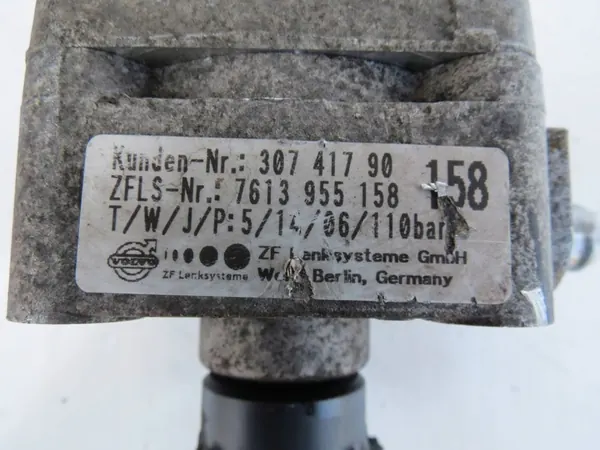 Kunden-Nr.: 307 417 90
158
ZFLS-Nr.: 7613 955 158
T/W/J/P: 5/14/06/110bar
VOLVO
ZF Lenksysteme GmbH
ZF Lenksysteme
Berlin, Germany